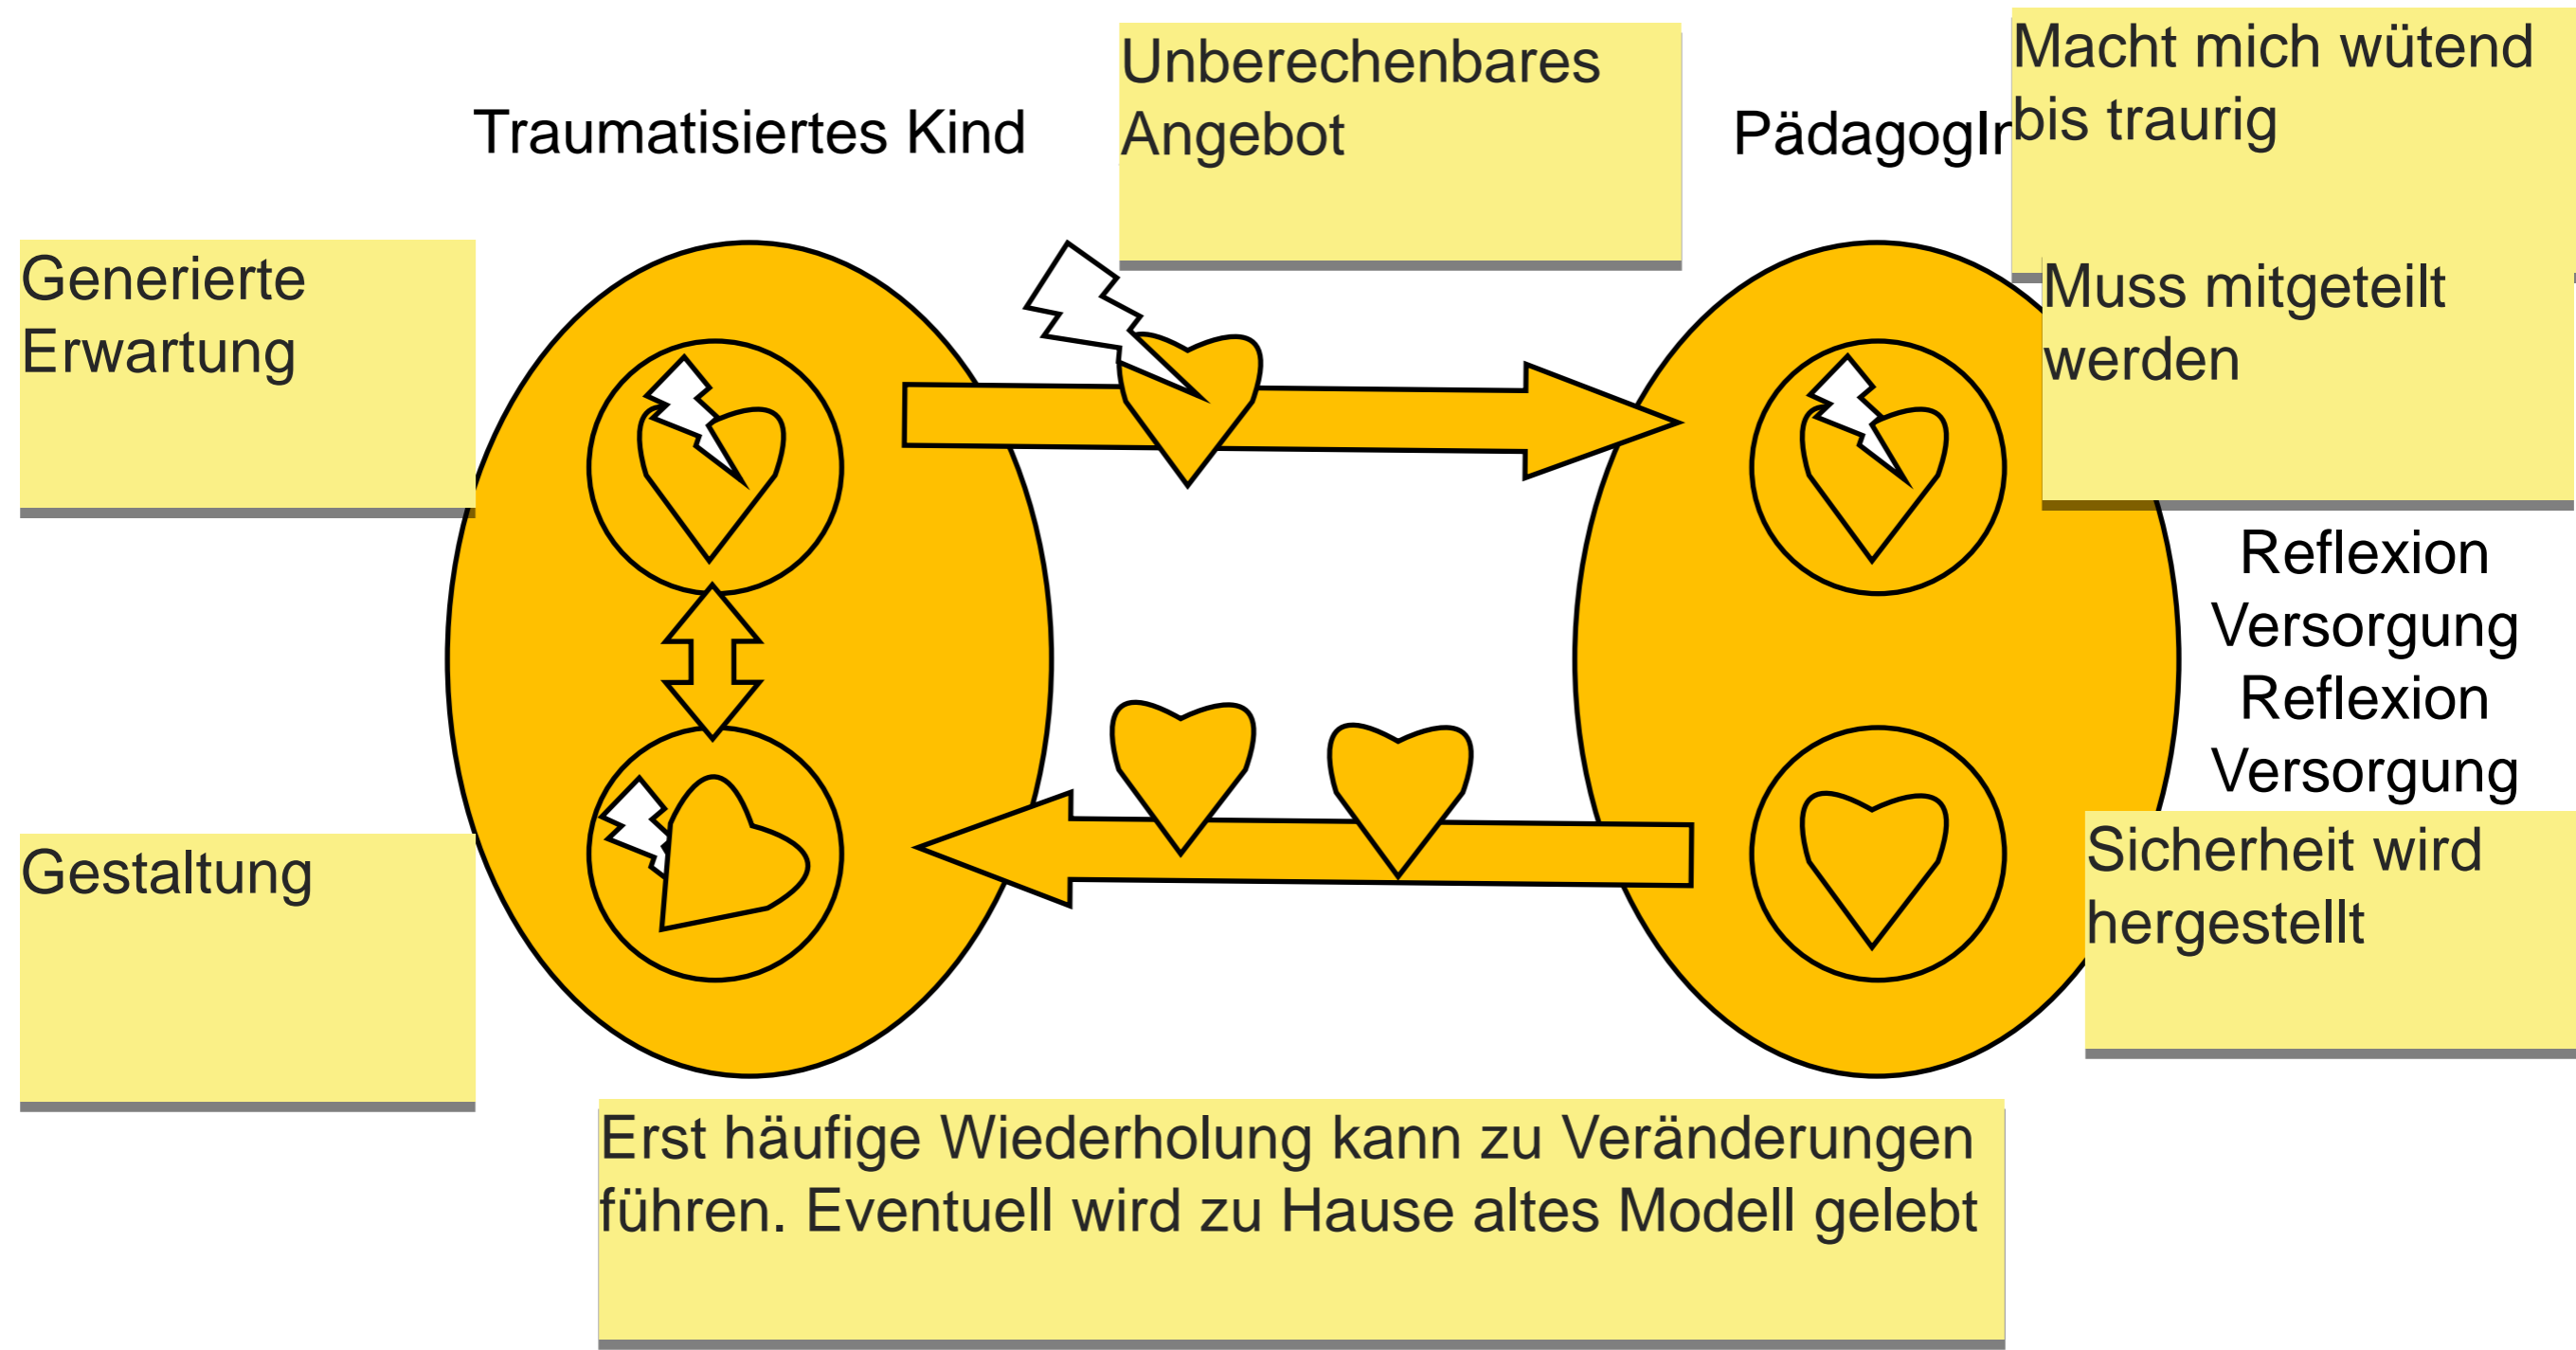 Unberechenbares
Angebot
Macht mich wütend
bis traurig
Traumatisiertes Kind
PädagogIn
Generierte
Erwartung
Muss mitgeteilt
werden
Reflexion
Versorgung
Reflexion
Versorgung
Gestaltung
Sicherheit wird
hergestellt
Erst häufige Wiederholung kann zu Veränderungen
führen. Eventuell wird zu Hause altes Modell gelebt